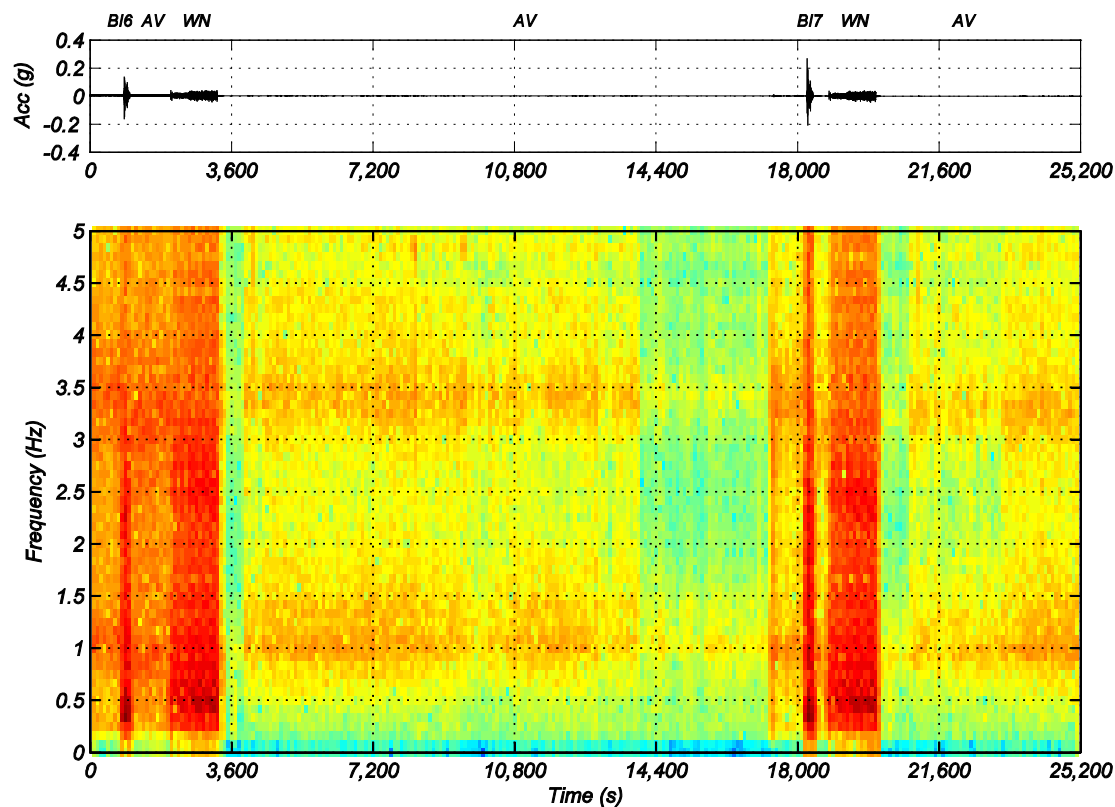 BI6 AV WN AV BI7 WN AV
0.4
0.2
0
-0.2
-0.4
Acc (g)
0 3,600 7,200 10,800 14,400 18,000 21,600 25,200
5
4.5
4
3.5
3
2.5
2
1.5
1
0.5
0
Frequency (Hz)
0 3,600 7,200 10,800 14,400 18,000 21,600 25,200
Time (s)